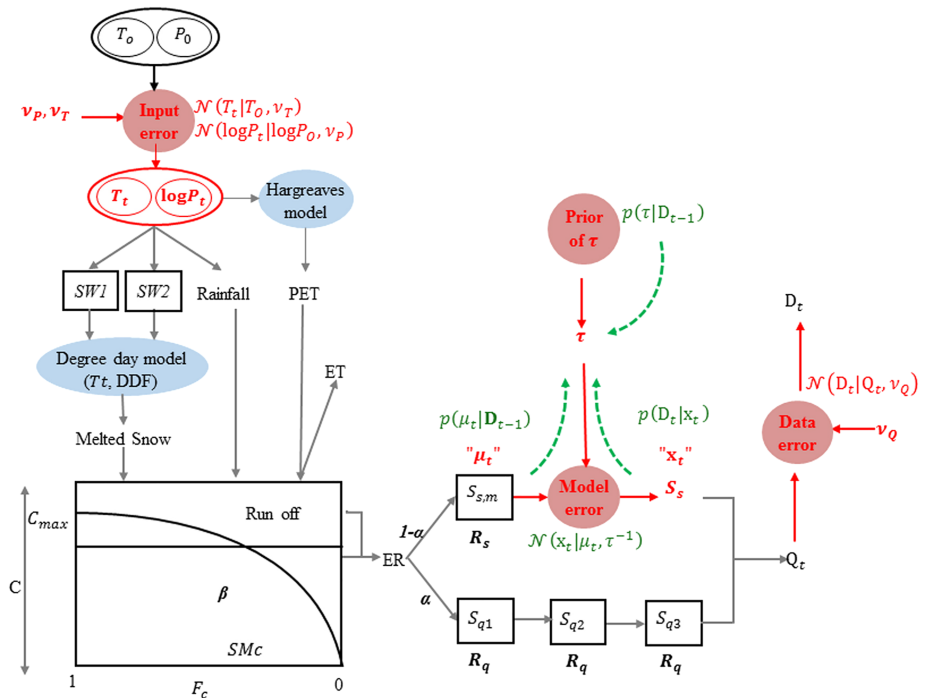 T_o P_0
ν_P, ν_T
Input error
𝒩(T_t|T_O, ν_T)
𝒩(logP_t|logP_O, ν_P)
T_t logP_t
Hargreaves model
SW1 SW2 Rainfall PET
Degree day model (Tt, DDF)
ET
Melted Snow
Prior of τ
p(τ|D_{t−1})
τ
p(μ_t|D_{t−1})
p(D_t|x_t)
"μ_t"
"x_t"
S_{s,m}
Model error
S_s
R_s
𝒩(x_t|μ_t, τ^{−1})
D_t
𝒩(D_t|Q_t, ν_Q)
Data error
ν_Q
Q_t
C_{max}
C
Run off
β
SMc
1 F_c 0
ER
1-α
α
S_{q1} S_{q2} S_{q3}
R_q R_q R_q